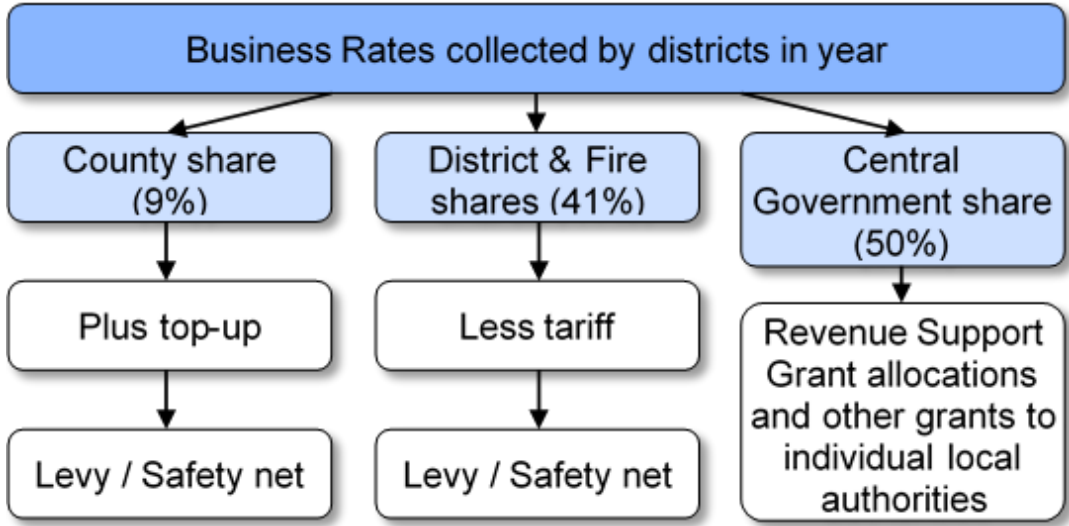 Business Rates collected by districts in year
County share
(9%)
District & Fire
shares (41%)
Central
Government share
(50%)
Plus top-up
Less tariff
Revenue Support
Grant allocations
and other grants to
individual local
authorities
Levy / Safety net
Levy / Safety net